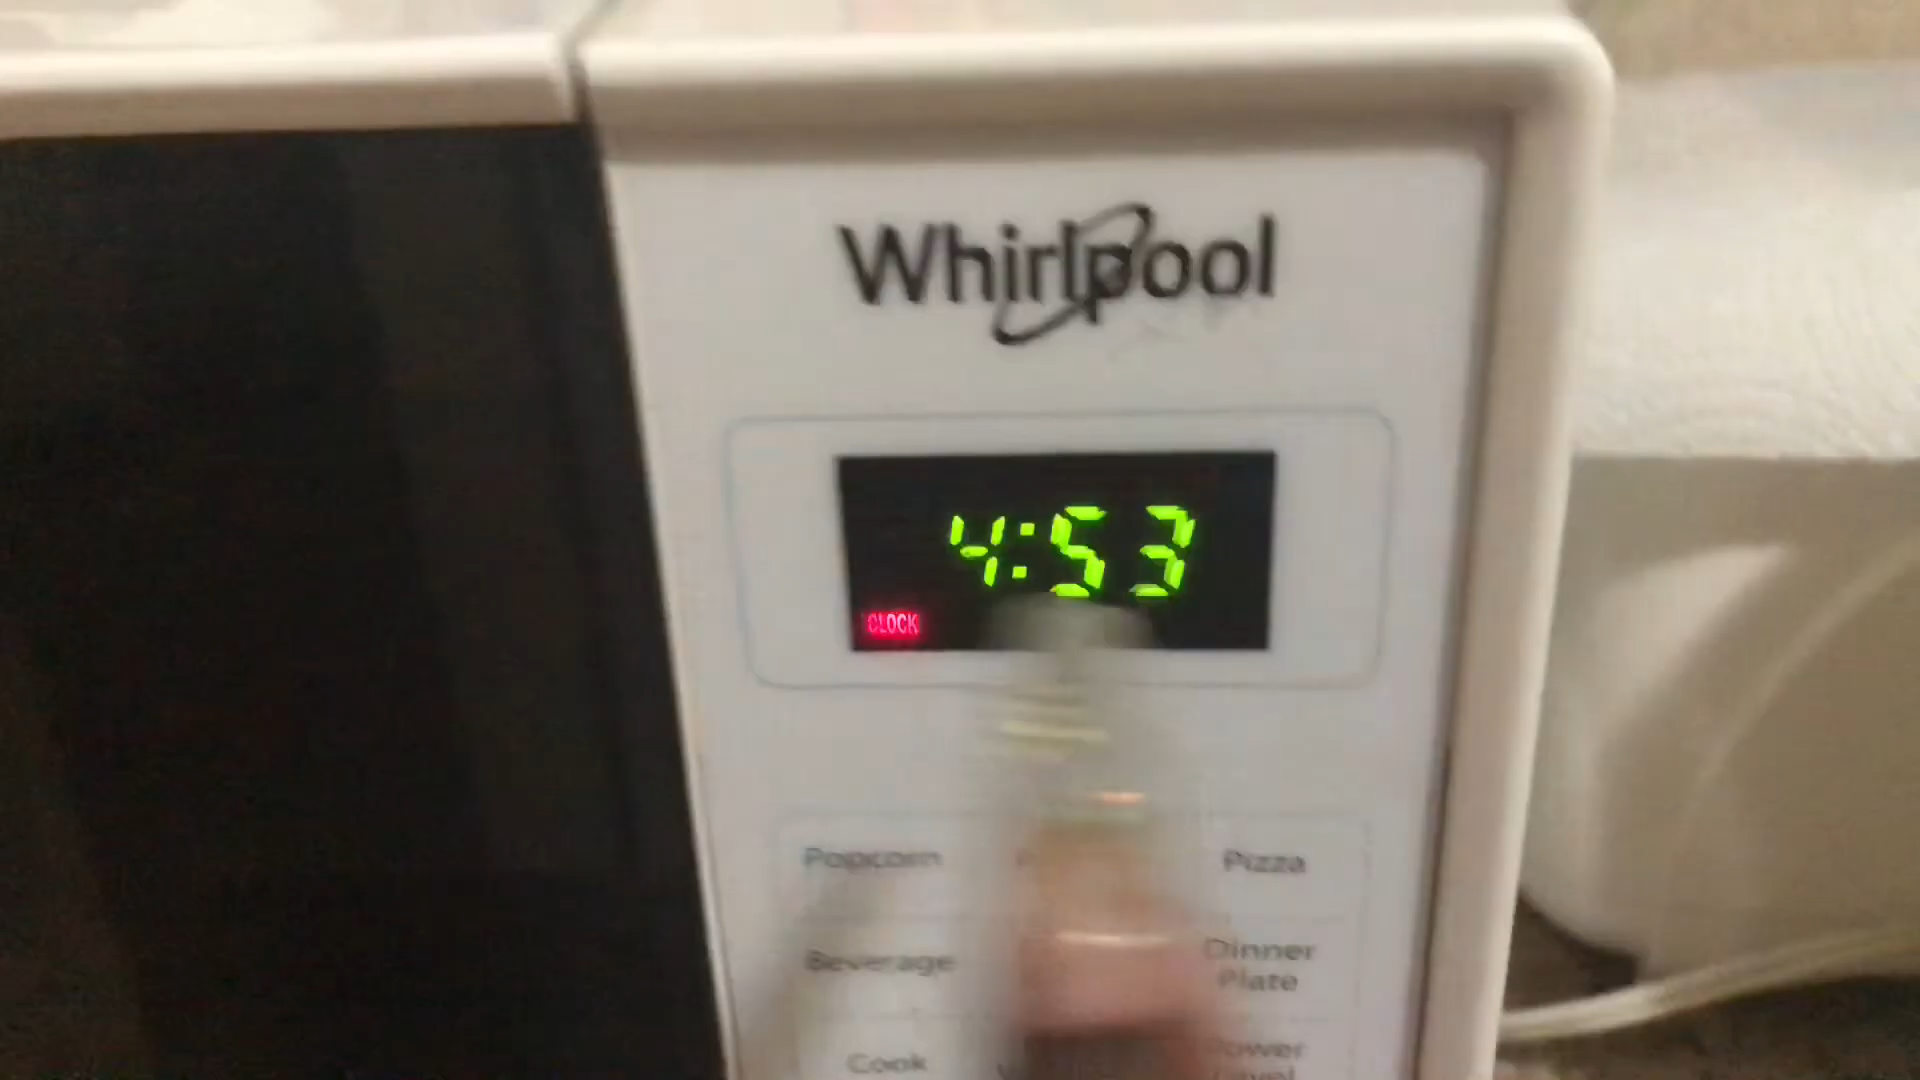 Whirlpool
4:53
CLOCK
Popcorn
Pizza
Beverage
Dinner
Plate
Cook